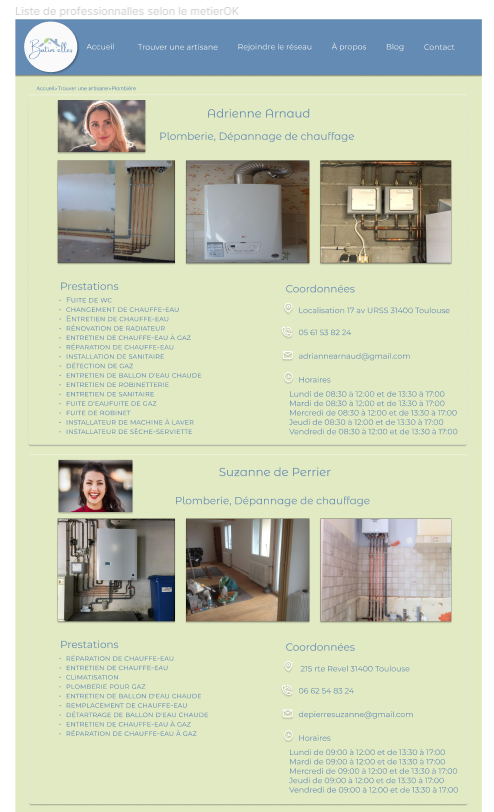 Liste de professionnalles selon le metierOK
Batim'elles
Accueil Trouver une artisane Rejoindre le réseau À propos Blog Contact
Accueil>Trouver une artisane>Plombière
Adrienne Arnaud
Plomberie, Dépannage de chauffage
Prestations
- Fuite de wc
- changement de chauffe-eau
- Entretien de chauffe-eau
- rénovation de radiateur
- entretien de chauffe-eau à gaz
- réparation de chauffe-eau
- installation de sanitaire
- détection de gaz
- entretien de ballon d'eau chaude
- entretien de robinetterie
- entretien de sanitaire
- fuite d'eaufuite de gaz
- fuite de robinet
- installateur de machine à laver
- installateur de sèche-serviette
Coordonnées
Localisation 17 av URSS 31400 Toulouse
05 61 53 82 24
adriannearnaud@gmail.com
Horaires
Lundi de 08:30 à 12:00 et de 13:30 à 17:00
Mardi de 08:30 à 12:00 et de 13:30 à 17:00
Mercredi de 08:30 à 12:00 et de 13:30 à 17:00
Jeudi de 08:30 à 12:00 et de 13:30 à 17:00
Vendredi de 08:30 à 12:00 et de 13:30 à 17:00
Suzanne de Perrier
Plomberie, Dépannage de chauffage
Prestations
- réparation de chauffe-eau
- entretien de chauffe-eau
- climatisation
- plomberie pour gaz
- entretien de ballon d'eau chaude
- remplacement de chauffe-eau
- détartrage de ballon d'eau chaude
- entretien de chauffe-eau à gaz
- réparation de chauffe-eau à gaz
Coordonnées
215 rte Revel 31400 Toulouse
06 62 54 83 24
depierresuzanne@gmail.com
Horaires
Lundi de 09:00 à 12:00 et de 13:30 à 17:00
Mardi de 09:00 à 12:00 et de 13:30 à 17:00
Mercredi de 09:00 à 12:00 et de 13:30 à 17:00
Jeudi de 09:00 à 12:00 et de 13:30 à 17:00
Vendredi de 09:00 à 12:00 et de 13:30 à 17:00